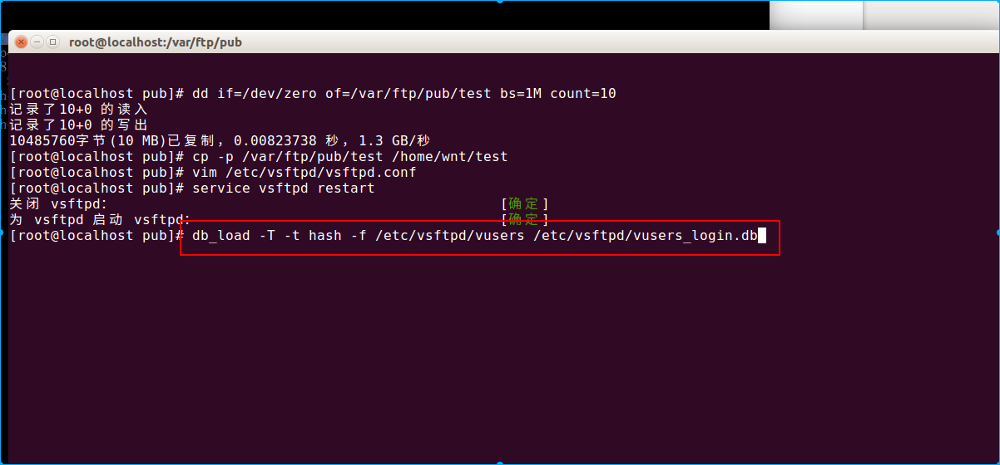 root@localhost:/var/ftp/pub
[root@localhost pub]# dd if=/dev/zero of=/var/ftp/pub/test bs=1M count=10
记录了10+0 的读入
记录了10+0 的写出
10485760字节(10 MB)已复制，0.00823738 秒，1.3 GB/秒
[root@localhost pub]# cp -p /var/ftp/pub/test /home/wnt/test
[root@localhost pub]# vim /etc/vsftpd/vsftpd.conf
[root@localhost pub]# service vsftpd restart
关闭 vsftpd： [确定]
为 vsftpd 启动 vsftpd： [确定]
[root@localhost pub]# db_load -T -t hash -f /etc/vsftpd/vusers /etc/vsftpd/vusers_login.db